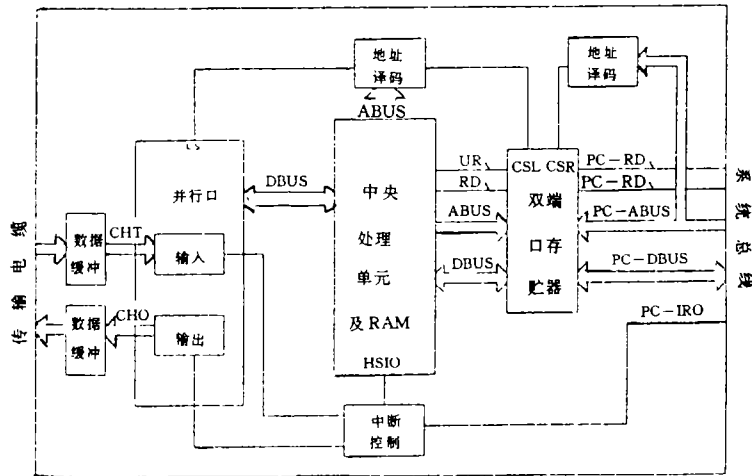 地址
译码
地址
译码
ABUS
并行口
DBUS
中央
处理
单元
及RAM
HSIO
UR
RD
ABUS
DBUS
CSL CSR
双端
口存
贮器
PC-RD
PC-RD
PC-ABUS
PC-DBUS
PC-IRO
系统总线
传输电缆
数据
缓冲
CHT
输入
数据
缓冲
CHO
输出
中断
控制